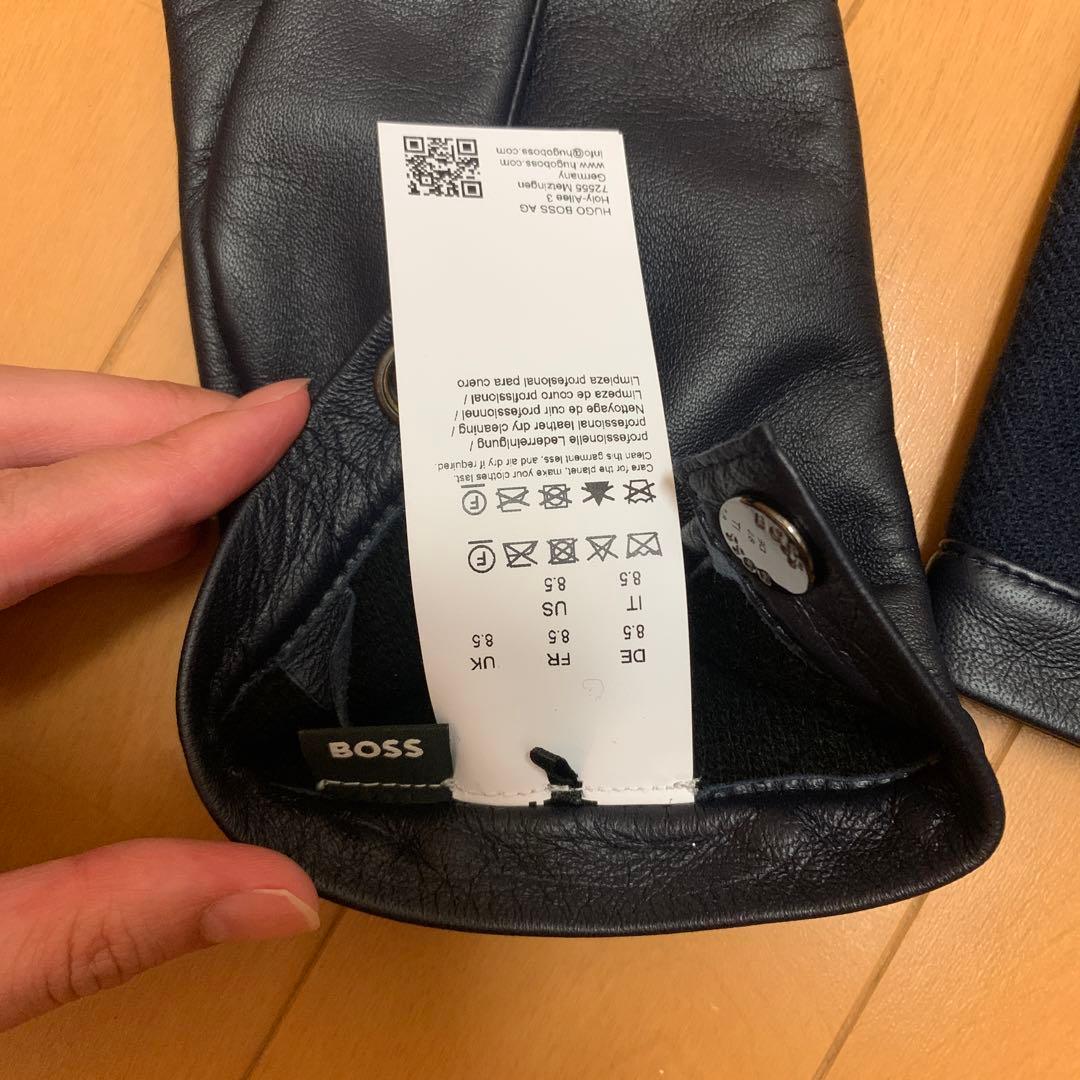 BOSS
DE FR UK
8.5 8.5 8.5
IT US
8.5 8.5
F
F
Care for the planet, make your clothes last.
Clean this garment less, and air dry if required.
professionelle Lederreinigung /
professional leather dry cleaning /
Nettoyage de cuir professionnel /
Limpeza de couro profissional /
Limpieza profesional para cuero
HUGO BOSS AG
Holy-Allee 3
72555 Metzingen
Germany
www.hugoboss.com
info@hugoboss.com